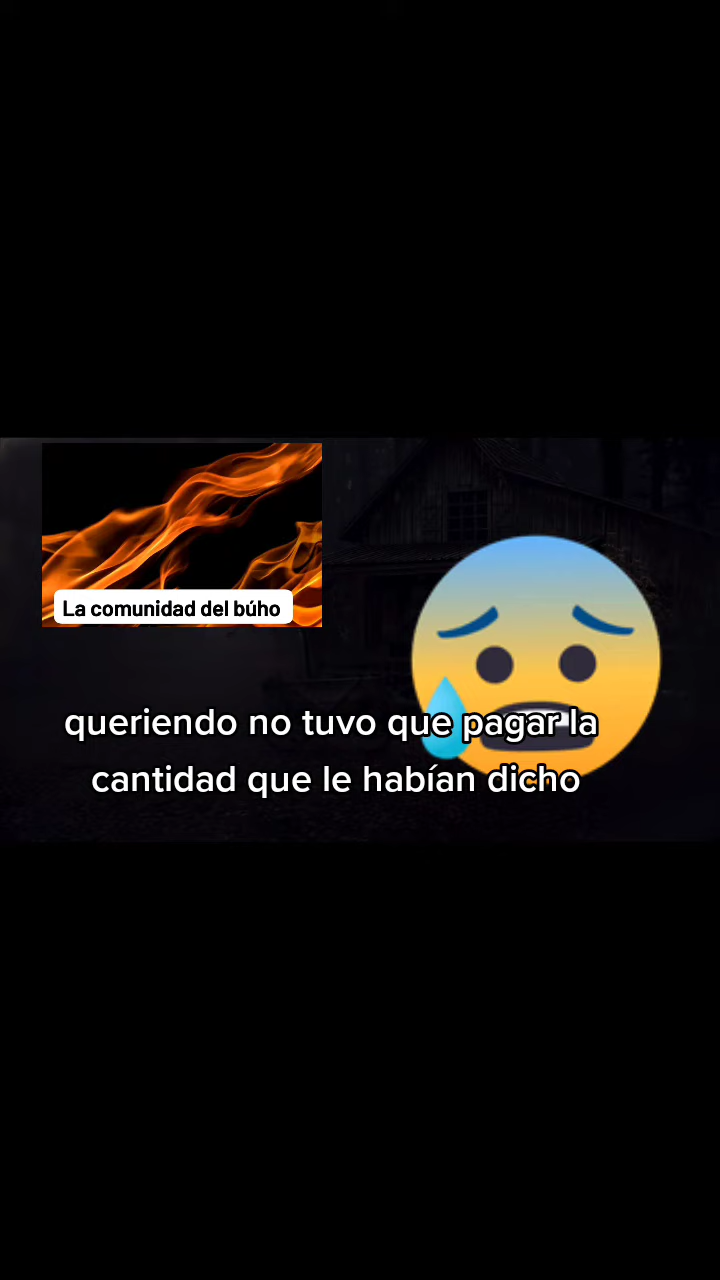 La comunidad del búho
queriendo no tuvo que pagar la
cantidad que le habían dicho